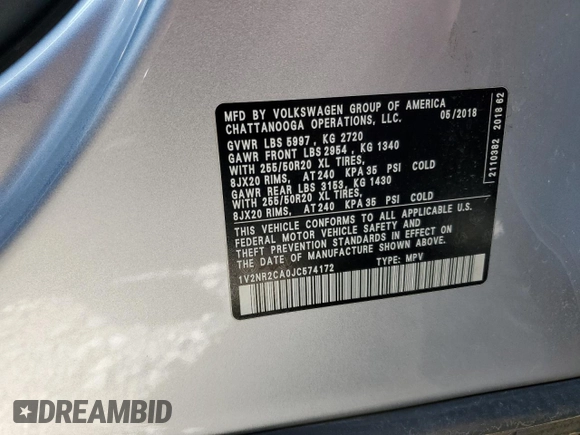 MFD BY VOLKSWAGEN GROUP OF AMERICA
CHATTANOOGA OPERATIONS, LLC. 05/2018
GVWR LBS 5997 , KG 2720
GAWR FRONT LBS 2954 , KG 1340
WITH 255/50R20 XL TIRES,
8JX20 RIMS, AT 240 KPA 35 PSI COLD
GAWR REAR LBS 3153, KG 1430
WITH 255/50R20 XL TIRES,
8JX20 RIMS, AT 240 KPA 35 PSI COLD
THIS VEHICLE CONFORMS TO ALL APPLICABLE U.S.
FEDERAL MOTOR VEHICLE SAFETY AND
THEFT PREVENTION STANDARDS IN EFFECT ON
THE DATE OF MANUFACTURE SHOWN ABOVE.
1V2NR2CA0JC574172 TYPE: MPV
2110382 2018 62
DREAMBID